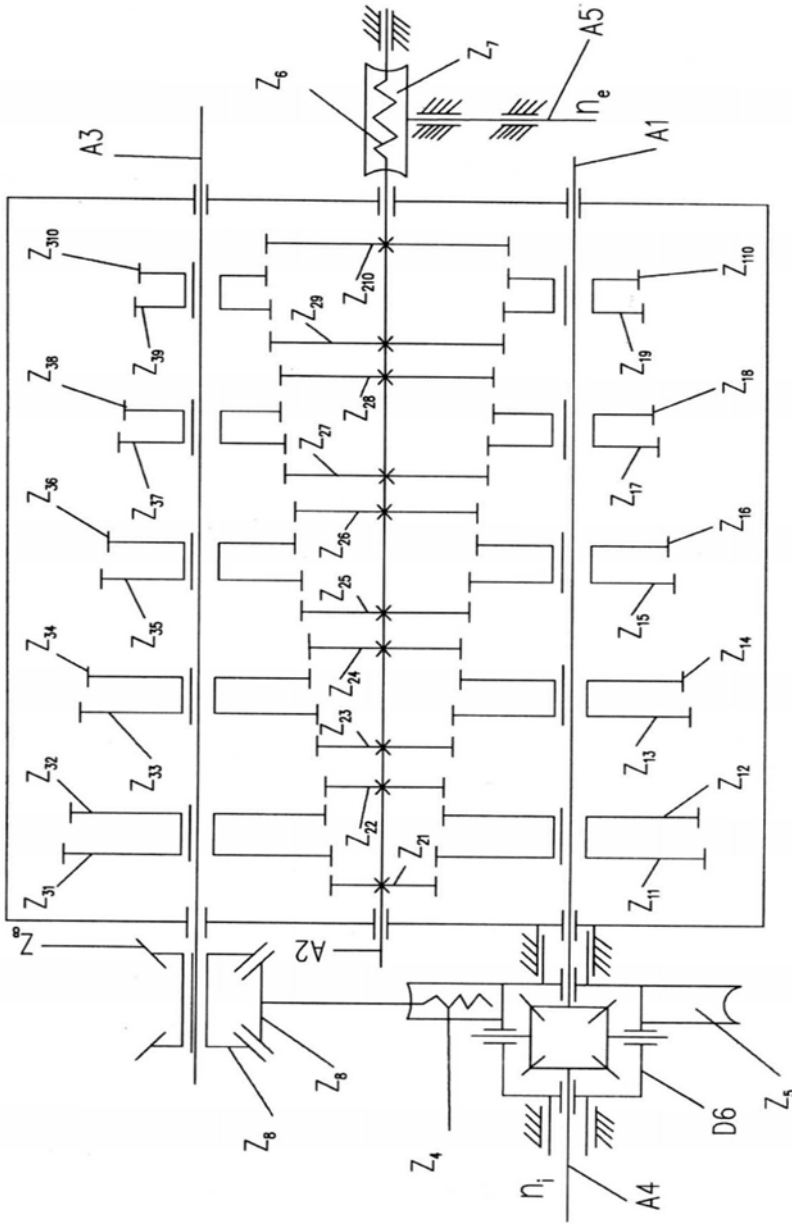 A3
Z₆
Z₇
A5
nₑ
A1
Z₃₁₀
Z₃₉
Z₃₈
Z₃₇
Z₃₆
Z₃₅
Z₃₄
Z₃₃
Z₃₂
Z₃₁
Z₂₁₀
Z₂₉
Z₂₈
Z₂₇
Z₂₆
Z₂₅
Z₂₄
Z₂₃
Z₂₂
Z₂₁
Z₁₁₀
Z₁₉
Z₁₈
Z₁₇
Z₁₆
Z₁₅
Z₁₄
Z₁₃
Z₁₂
Z₁₁
Z₈
A2
Z₈
Z₈
Z₄
Z₅
D6
nᵢ
A4